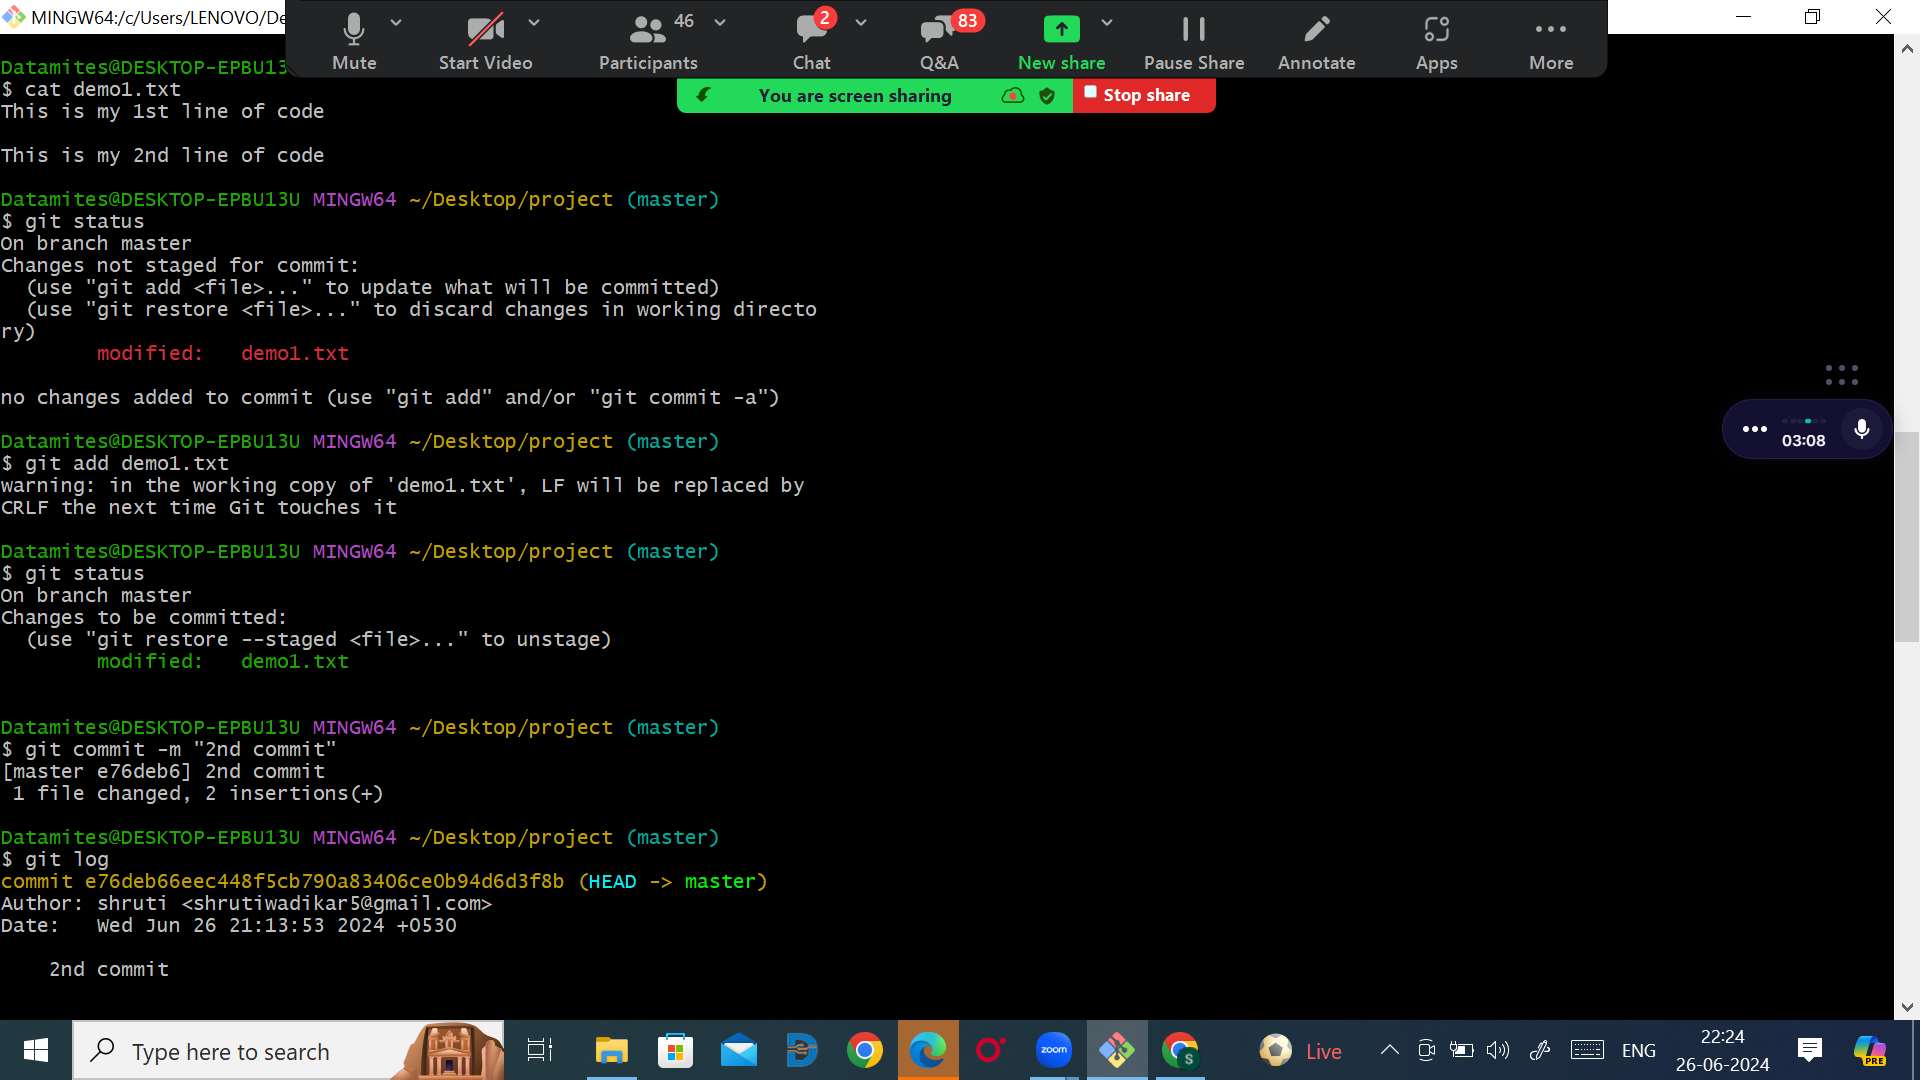 MINGW64:/c/Users/LENOVO/De
Mute
Start Video
46
Participants
2
Chat
83
Q&A
New share
Pause Share
Annotate
Apps
More
You are screen sharing
Stop share
Datamites@DESKTOP-EPBU13
$ cat demo1.txt
This is my 1st line of code
This is my 2nd line of code
Datamites@DESKTOP-EPBU13U MINGW64 ~/Desktop/project (master)
$ git status
On branch master
Changes not staged for commit:
(use "git add <file>..." to update what will be committed)
(use "git restore <file>..." to discard changes in working directo
ry)
modified:   demo1.txt
no changes added to commit (use "git add" and/or "git commit -a")
03:08
Datamites@DESKTOP-EPBU13U MINGW64 ~/Desktop/project (master)
$ git add demo1.txt
warning: in the working copy of 'demo1.txt', LF will be replaced by
CRLF the next time Git touches it
Datamites@DESKTOP-EPBU13U MINGW64 ~/Desktop/project (master)
$ git status
On branch master
Changes to be committed:
(use "git restore --staged <file>..." to unstage)
modified:   demo1.txt
Datamites@DESKTOP-EPBU13U MINGW64 ~/Desktop/project (master)
$ git commit -m "2nd commit"
[master e76deb6] 2nd commit
1 file changed, 2 insertions(+)
Datamites@DESKTOP-EPBU13U MINGW64 ~/Desktop/project (master)
$ git log
commit e76deb66eec448f5cb790a83406ce0b94d6d3f8b (HEAD -> master)
Author: shruti <shrutiwadikar5@gmail.com>
Date:   Wed Jun 26 21:13:53 2024 +0530
2nd commit
Type here to search
zoom
S
Live
ENG
22:24
26-06-2024
PRE